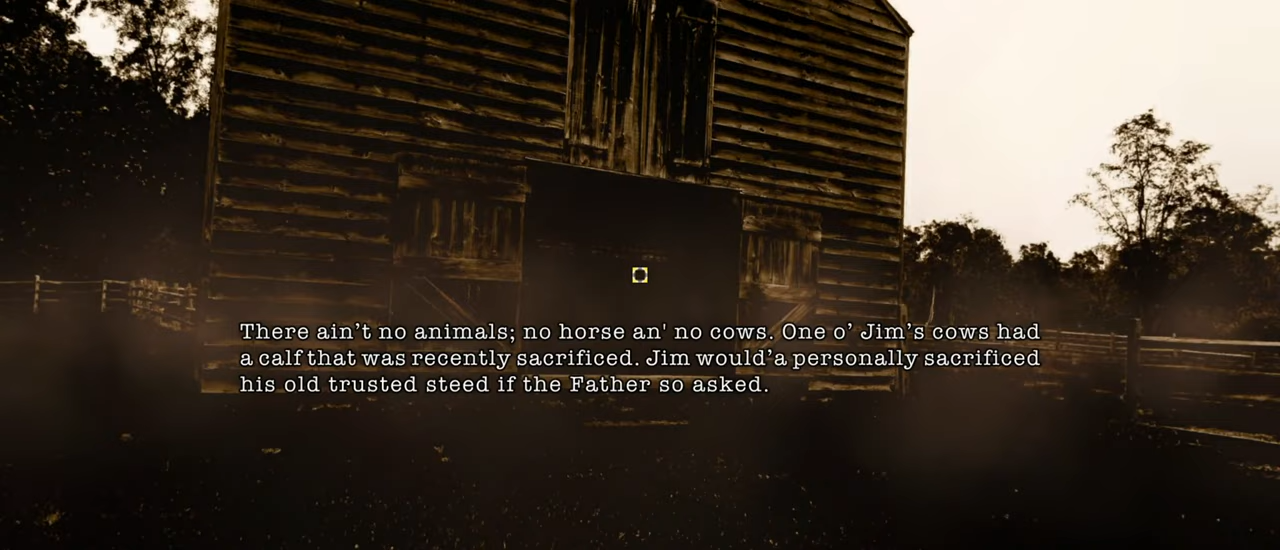 There ain't no animals; no horse an' no cows. One o' Jim's cows had
a calf that was recently sacrificed. Jim would'a personally sacrificed
his old trusted steed if the Father so asked.